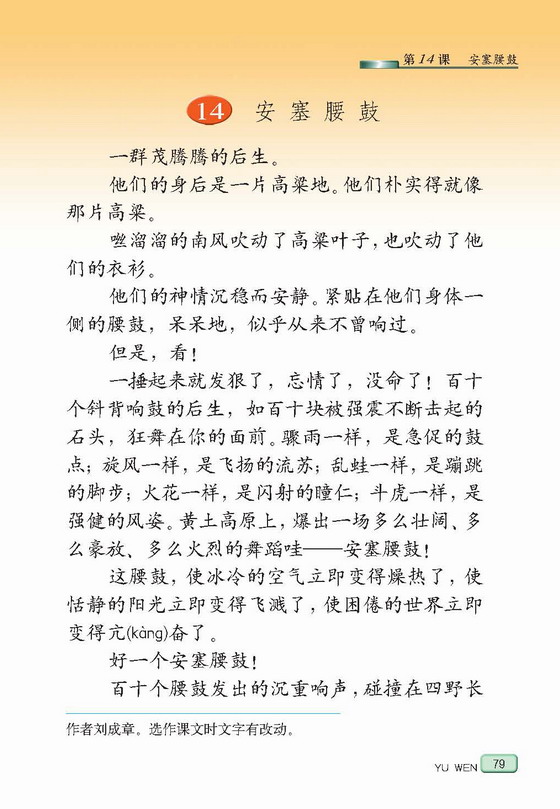 第14课 安塞腰鼓
14 安塞腰鼓
一群茂腾腾的后生。
他们的身后是一片高粱地。他们朴实得就像
那片高粱。
咝溜溜的南风吹动了高粱叶子，也吹动了他
们的衣衫。
他们的神情沉稳而安静。紧贴在他们身体一
侧的腰鼓，呆呆地，似乎从来不曾响过。
但是，看！
一捶起来就发狠了，忘情了，没命了！百十
个斜背响鼓的后生，如百十块被强震不断击起的
石头，狂舞在你的面前。骤雨一样，是急促的鼓
点；旋风一样，是飞扬的流苏；乱蛙一样，是蹦跳
的脚步；火花一样，是闪射的瞳仁；斗虎一样，是
强健的风姿。黄土高原上，爆出一场多么壮阔、多
么豪放、多么火烈的舞蹈哇——安塞腰鼓！
这腰鼓，使冰冷的空气立即变得燥热了，使
恬静的阳光立即变得飞溅了，使困倦的世界立即
变得亢(kàng)奋了。
好一个安塞腰鼓！
百十个腰鼓发出的沉重响声，碰撞在四野长
作者刘成章。选作课文时文字有改动。
YU WEN 79